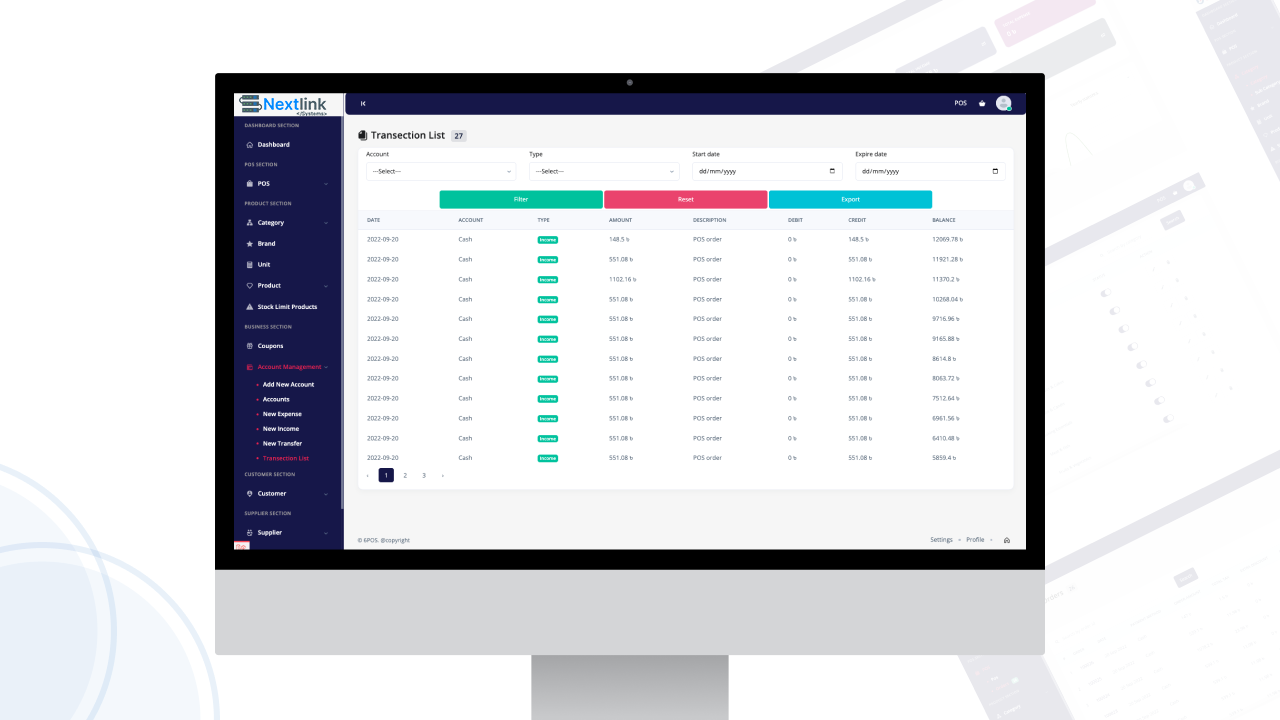 Nextlink
</Systems>
DASHBOARD SECTION
Dashboard
POS SECTION
POS
PRODUCT SECTION
Category
Brand
Unit
Product
Stock Limit Products
BUSINESS SECTION
Coupons
Account Management
Add New Account
Accounts
New Expense
New Income
New Transfer
Transection List
CUSTOMER SECTION
Customer
SUPPLIER SECTION
Supplier
POS
Transection List 27
Account Type Start date Expire date
---Select--- ---Select--- dd/mm/yyyy dd/mm/yyyy
Filter Reset Export
DATE ACCOUNT TYPE AMOUNT DESCRIPTION DEBIT CREDIT BALANCE
2022-09-20 Cash Income 148.5 ৳ POS order 0 ৳ 148.5 ৳ 12069.78 ৳
2022-09-20 Cash Income 551.08 ৳ POS order 0 ৳ 551.08 ৳ 11921.28 ৳
2022-09-20 Cash Income 1102.16 ৳ POS order 0 ৳ 1102.16 ৳ 11370.2 ৳
2022-09-20 Cash Income 551.08 ৳ POS order 0 ৳ 551.08 ৳ 10268.04 ৳
2022-09-20 Cash Income 551.08 ৳ POS order 0 ৳ 551.08 ৳ 9716.96 ৳
2022-09-20 Cash Income 551.08 ৳ POS order 0 ৳ 551.08 ৳ 9165.88 ৳
2022-09-20 Cash Income 551.08 ৳ POS order 0 ৳ 551.08 ৳ 8614.8 ৳
2022-09-20 Cash Income 551.08 ৳ POS order 0 ৳ 551.08 ৳ 8063.72 ৳
2022-09-20 Cash Income 551.08 ৳ POS order 0 ৳ 551.08 ৳ 7512.64 ৳
2022-09-20 Cash Income 551.08 ৳ POS order 0 ৳ 551.08 ৳ 6961.56 ৳
2022-09-20 Cash Income 551.08 ৳ POS order 0 ৳ 551.08 ৳ 6410.48 ৳
2022-09-20 Cash Income 551.08 ৳ POS order 0 ৳ 551.08 ৳ 5859.4 ৳
‹ 1 2 3 ›
© 6POS. @copyright
Settings Profile